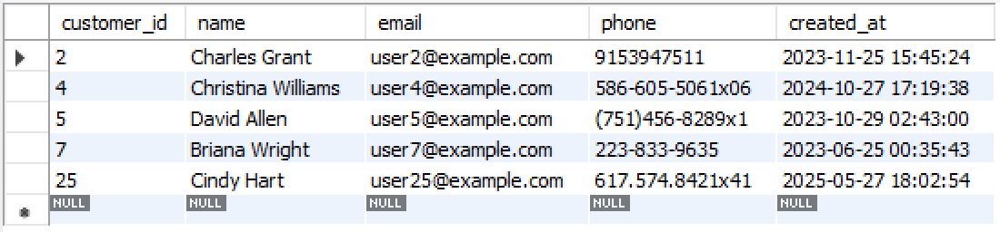 customer_id name email phone created_at
2 Charles Grant user2@example.com 9153947511 2023-11-25 15:45:24
4 Christina Williams user4@example.com 586-605-5061x06 2024-10-27 17:19:38
5 David Allen user5@example.com (751)456-8289x1 2023-10-29 02:43:00
7 Briana Wright user7@example.com 223-833-9635 2023-06-25 00:35:43
25 Cindy Hart user25@example.com 617.574.8421x41 2025-05-27 18:02:54
NULL NULL NULL NULL NULL